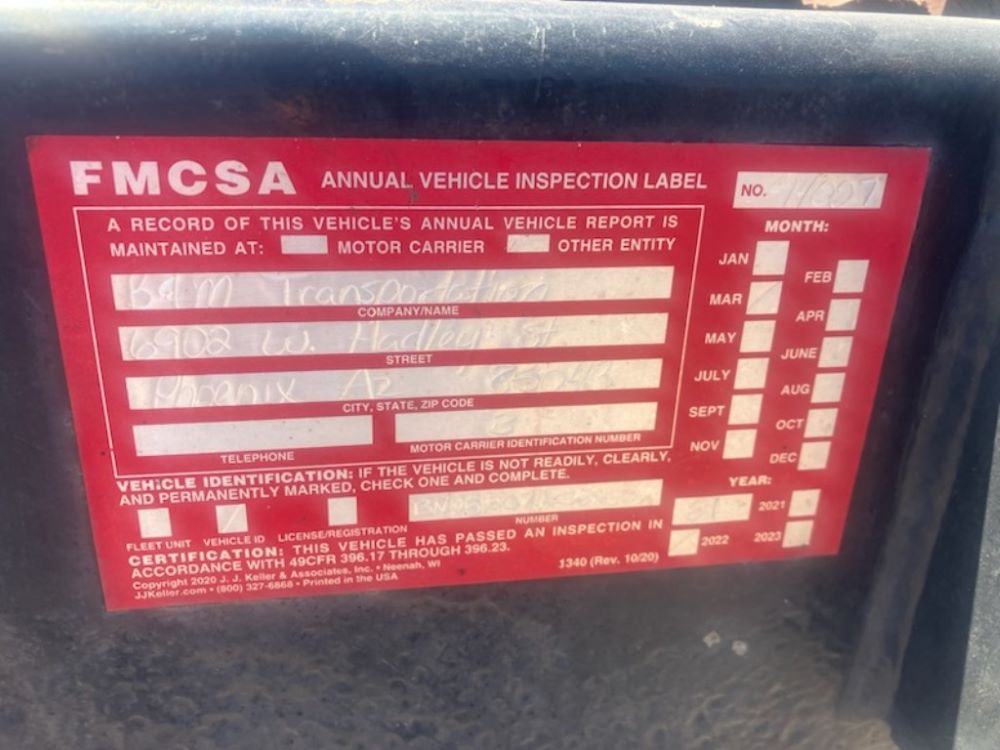 FMCSA ANNUAL VEHICLE INSPECTION LABEL
NO.
A RECORD OF THIS VEHICLE'S ANNUAL VEHICLE REPORT IS
MAINTAINED AT: MOTOR CARRIER OTHER ENTITY
B&M Transportation
COMPANY/NAME
6902 W. Hadley St
STREET
Phoenix Az 85043
CITY, STATE, ZIP CODE
TELEPHONE
MOTOR CARRIER IDENTIFICATION NUMBER
VEHICLE IDENTIFICATION: IF THE VEHICLE IS NOT READILY, CLEARLY,
AND PERMANENTLY MARKED, CHECK ONE AND COMPLETE.
FLEET UNIT VEHICLE ID LICENSE/REGISTRATION
NUMBER
CERTIFICATION: THIS VEHICLE HAS PASSED AN INSPECTION IN
ACCORDANCE WITH 49CFR 396.17 THROUGH 396.23.
Copyright 2020 J. J. Keller & Associates, Inc. • Neenah, WI
JJKeller.com • (800) 327-6868 • Printed in the USA
1340 (Rev. 10/20)
MONTH:
JAN FEB
MAR APR
MAY JUNE
JULY AUG
SEPT OCT
NOV DEC
YEAR:
2021
2022 2023